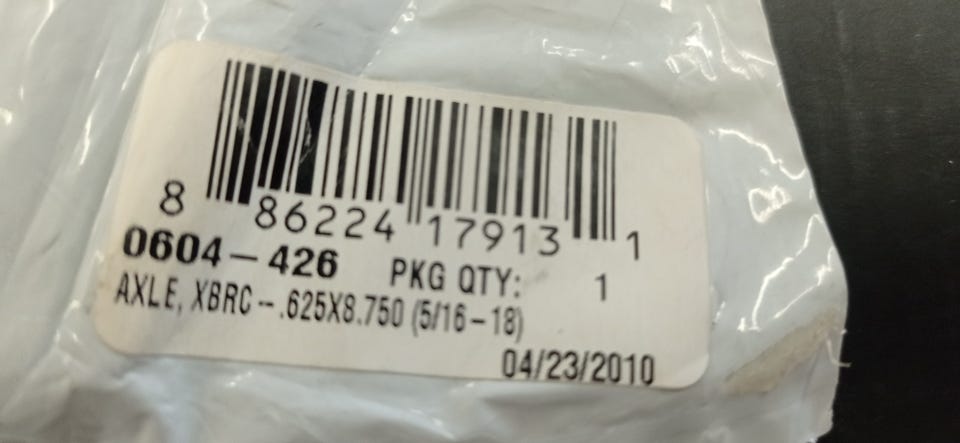 8 86224 17913 1
0604-426 PKG QTY: 1
AXLE, XBRC-.625X8.750 (5/16-18)
04/23/2010